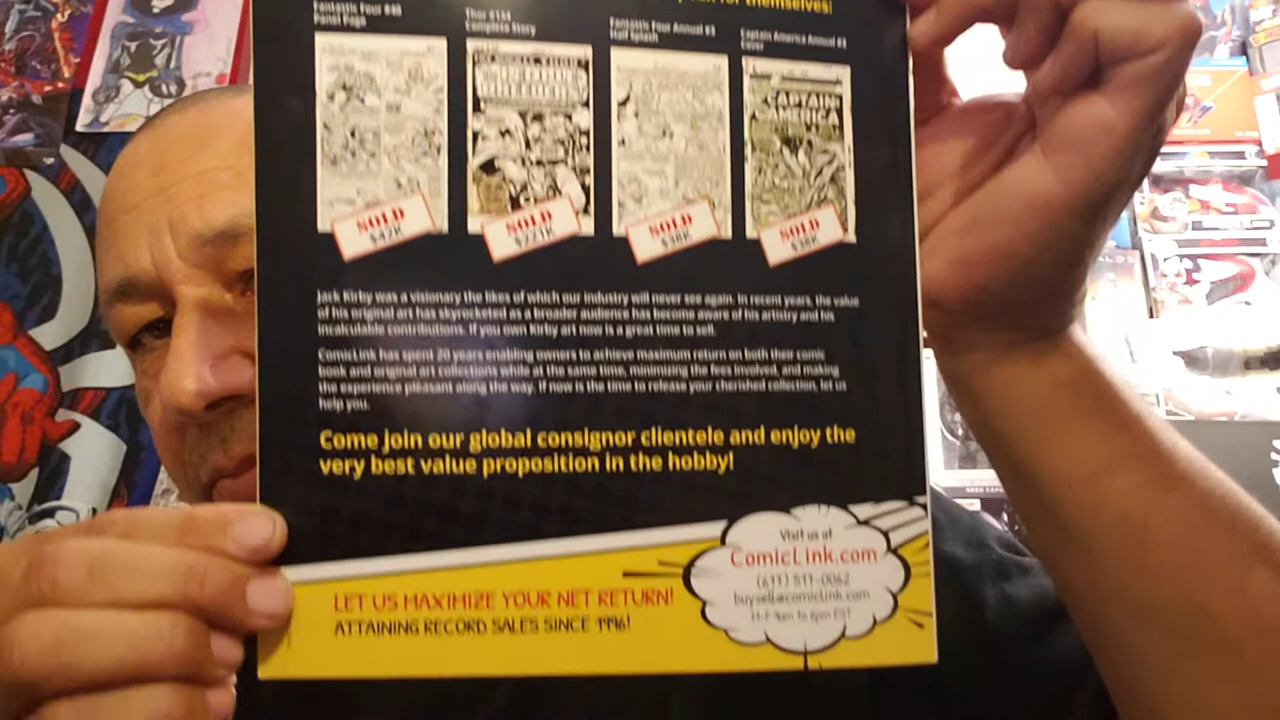 for themselves!
Fantastic Four
Panel Page
Thor #134
Complete Story
Fantastic Four Annual #3
Half Splash
Captain America Annual
Cover
CAPTAIN AMERICA
SOLD
SOLD
SOLD
SOLD
Jack Kirby was a visionary the likes of which our industry will never see again. In recent years, the value
of his original art has skyrocketed as a broader audience has become aware of his artistry and his
incalculable contributions. If you own Kirby art now is a great time to sell.
ComicLink has spent 20 years enabling owners to achieve maximum return on both their comic
book and original art collection while at the same time, minimizing the fees involved, and making
the experience pleasant along the way. If now is the time to release your cherished collection, let us
help you.
Come join our global consignor clientele and enjoy the
very best value proposition in the hobby!
LET US MAXIMIZE YOUR NET RETURN!
ATTAINING RECORD SALES SINCE 1996!
Visit us at
ComicLink.com
(617) 517-0062
buysell@comiclink.com